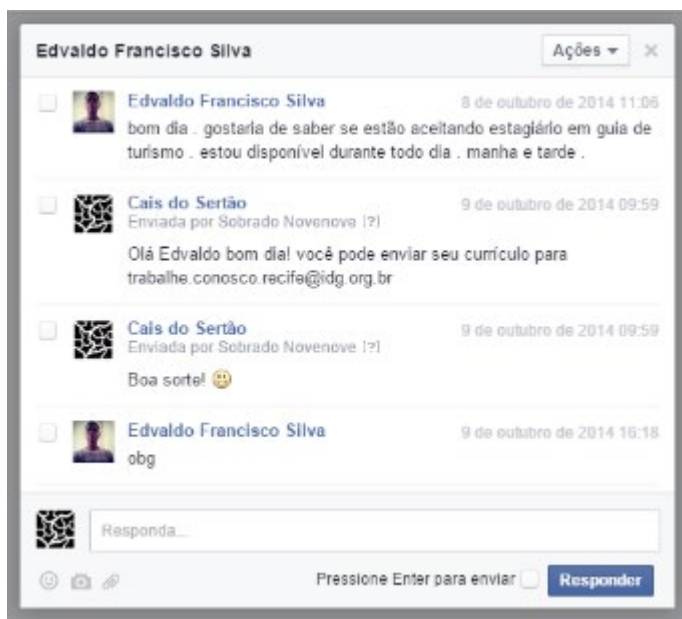 Edvaldo Francisco Silva
Ações
Edvaldo Francisco Silva 8 de outubro de 2014 11:06
bom dia . gostaria de saber se estão aceitando estagiário em guia de
turismo . estou disponível durante todo dia . manha e tarde .
Cais do Sertão 9 de outubro de 2014 09:59
Enviada por Sobrado Novenove [?]
Olá Edvaldo bom dia! você pode enviar seu currículo para
trabalhe.conosco.recife@idg.org.br
Cais do Sertão 9 de outubro de 2014 09:59
Enviada por Sobrado Novenove [?]
Boa sorte!
Edvaldo Francisco Silva 9 de outubro de 2014 16:18
obg
Responda...
Pressione Enter para enviar Responder